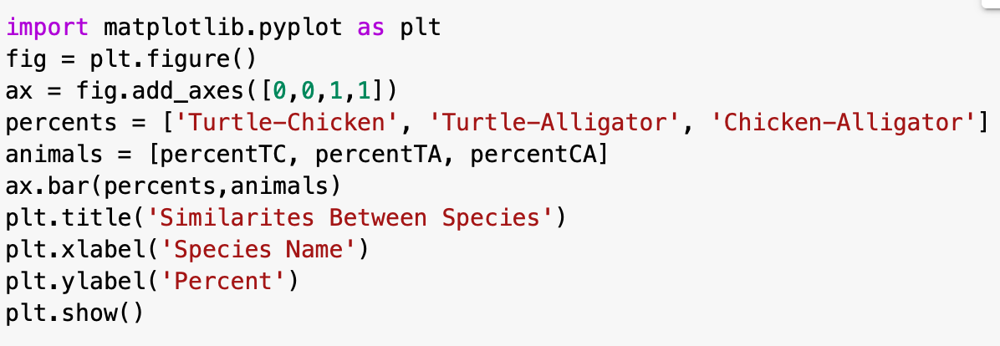 import matplotlib.pyplot as plt
fig = plt.figure()
ax = fig.add_axes([0,0,1,1])
percents = ['Turtle-Chicken', 'Turtle-Alligator', 'Chicken-Alligator']
animals = [percentTC, percentTA, percentCA]
ax.bar(percents,animals)
plt.title('Similarites Between Species')
plt.xlabel('Species Name')
plt.ylabel('Percent')
plt.show()